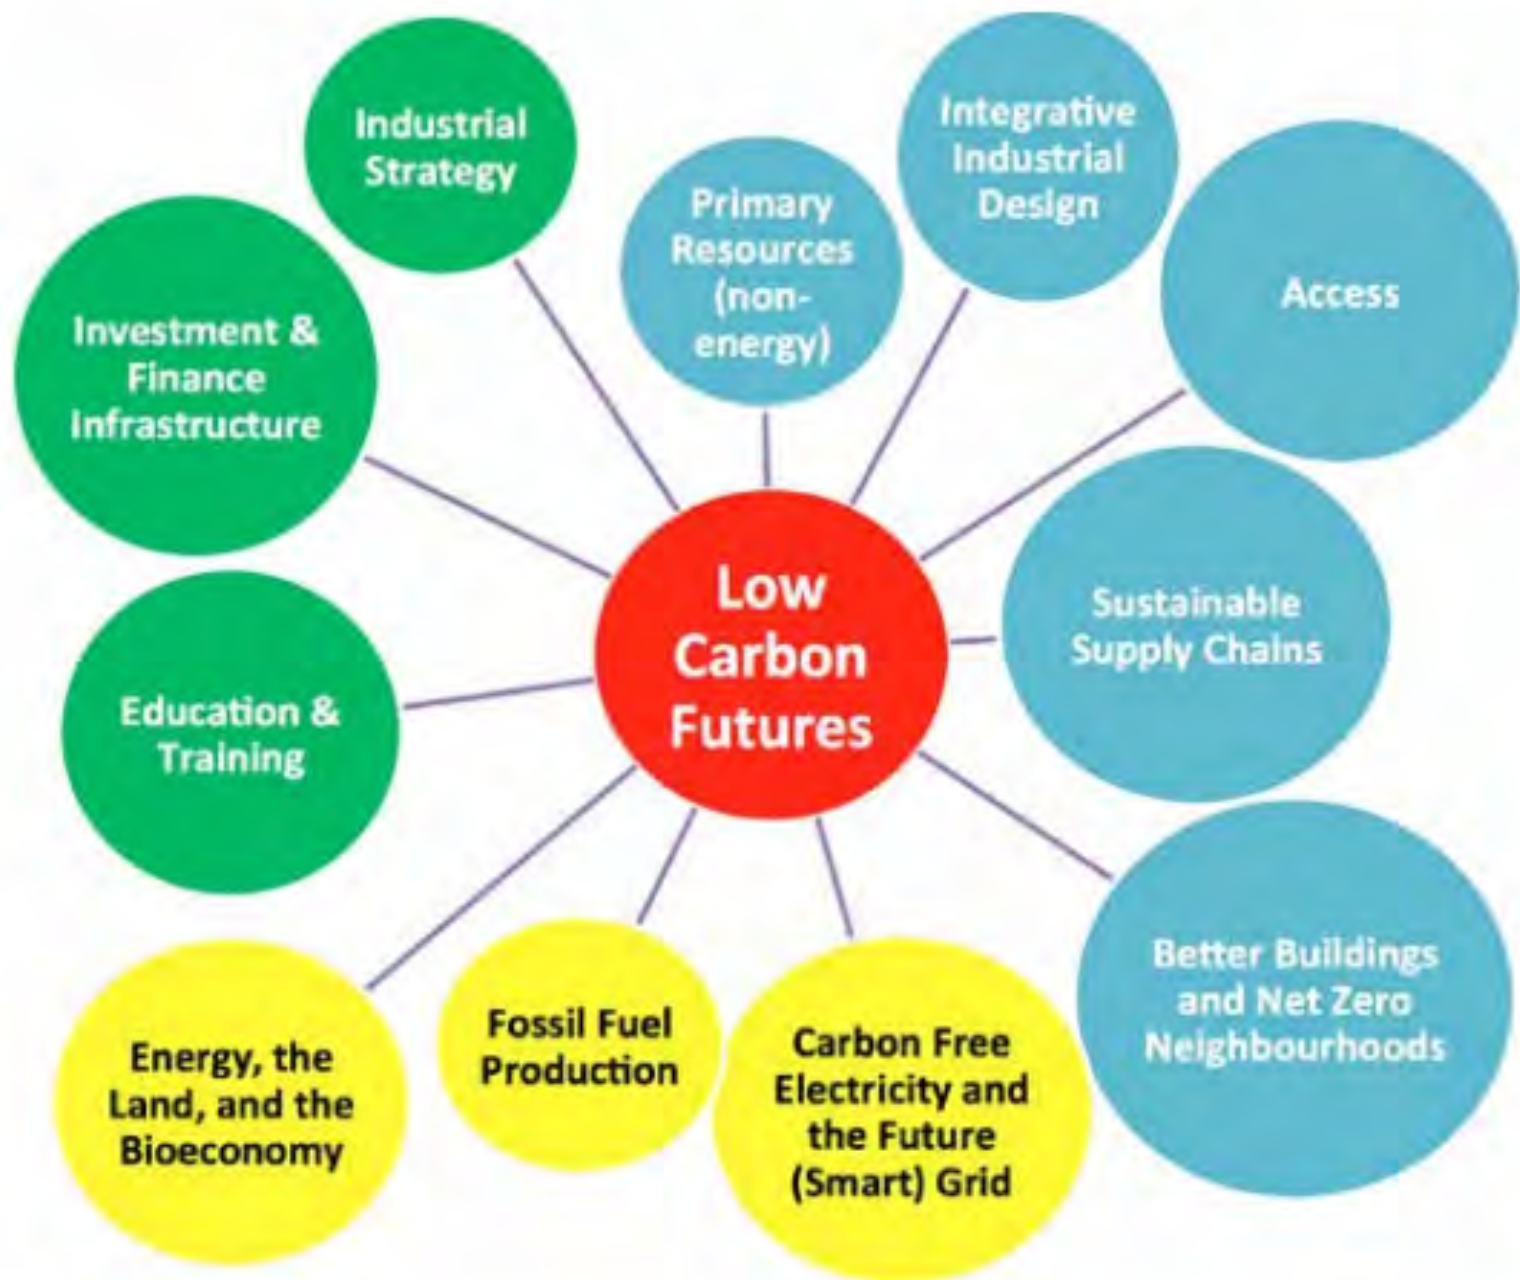 Industrial
Strategy
Integrative
Industrial
Design
Primary
Resources
(non-
energy)
Access
Investment &
Finance
Infrastructure
Low
Carbon
Futures
Sustainable
Supply Chains
Education &
Training
Better Buildings
and Net Zero
Neighbourhoods
Fossil Fuel
Production
Carbon Free
Electricity and
the Future
(Smart) Grid
Energy, the
Land, and the
Bioeconomy